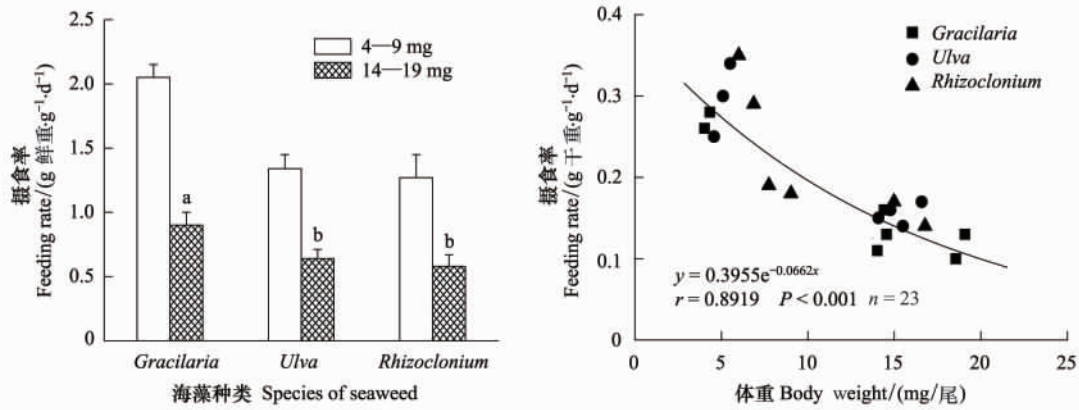 2.5
2.0
1.5
1.0
0.5
0
摄食率
Feeding rate/(g 鲜重·g⁻¹·d⁻¹)
4—9 mg
14—19 mg
a
b
b
Gracilaria
Ulva
Rhizoclonium
海藻种类 Species of seaweed
0.4
0.3
0.2
0.1
0
摄食率
Feeding rate/(g 干重·g⁻¹·d⁻¹)
Gracilaria
Ulva
Rhizoclonium
y = 0.3955e⁻⁰·⁰⁶⁶²ˣ
r = 0.8919 P < 0.001 n = 23
0 5 10 15 20 25
体重 Body weight/(mg/尾)